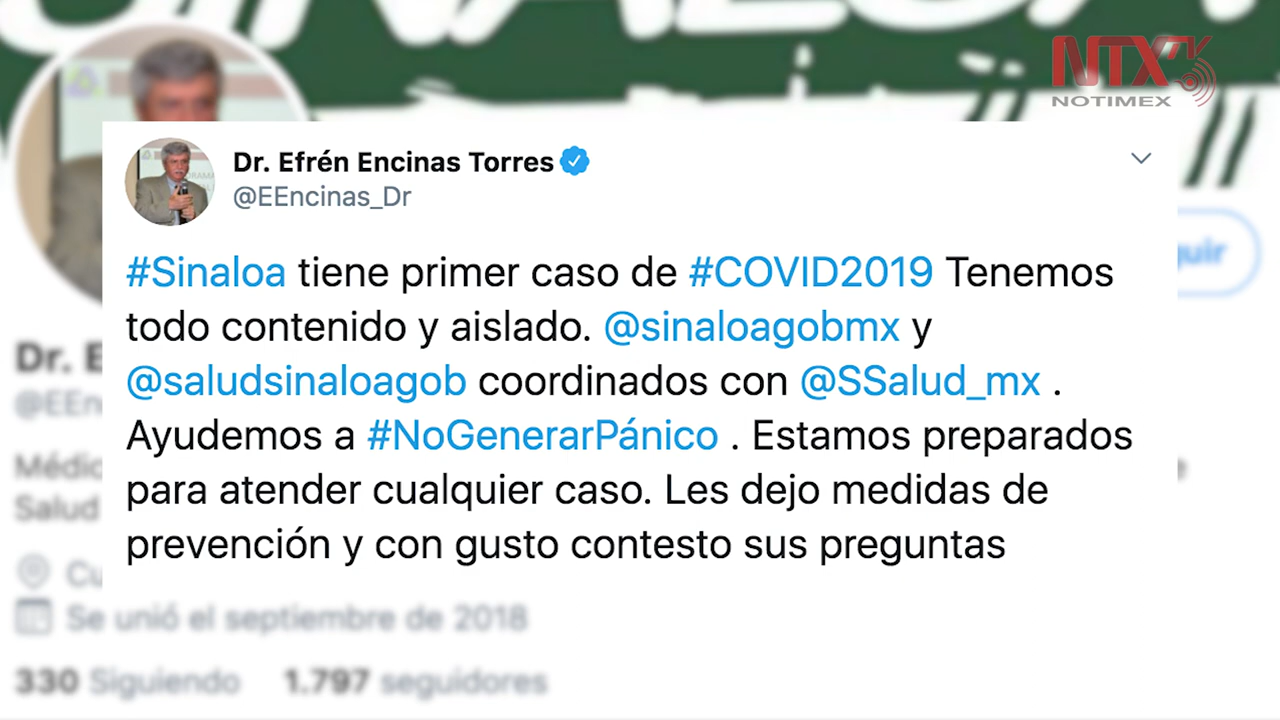 NTX
NOTIMEX
Dr. Efrén Encinas Torres
@EEncinas_Dr
#Sinaloa tiene primer caso de #COVID2019 Tenemos
todo contenido y aislado. @sinaloagobmx y
@saludsinaloagob coordinados con @SSalud_mx .
Ayudemos a #NoGenerarPánico . Estamos preparados
para atender cualquier caso. Les dejo medidas de
prevención y con gusto contesto sus preguntas
Dr. E
@EEn
Médic
Salud
Cu
Se unió el septiembre de 2018
330 Siguiendo 1.797 seguidores